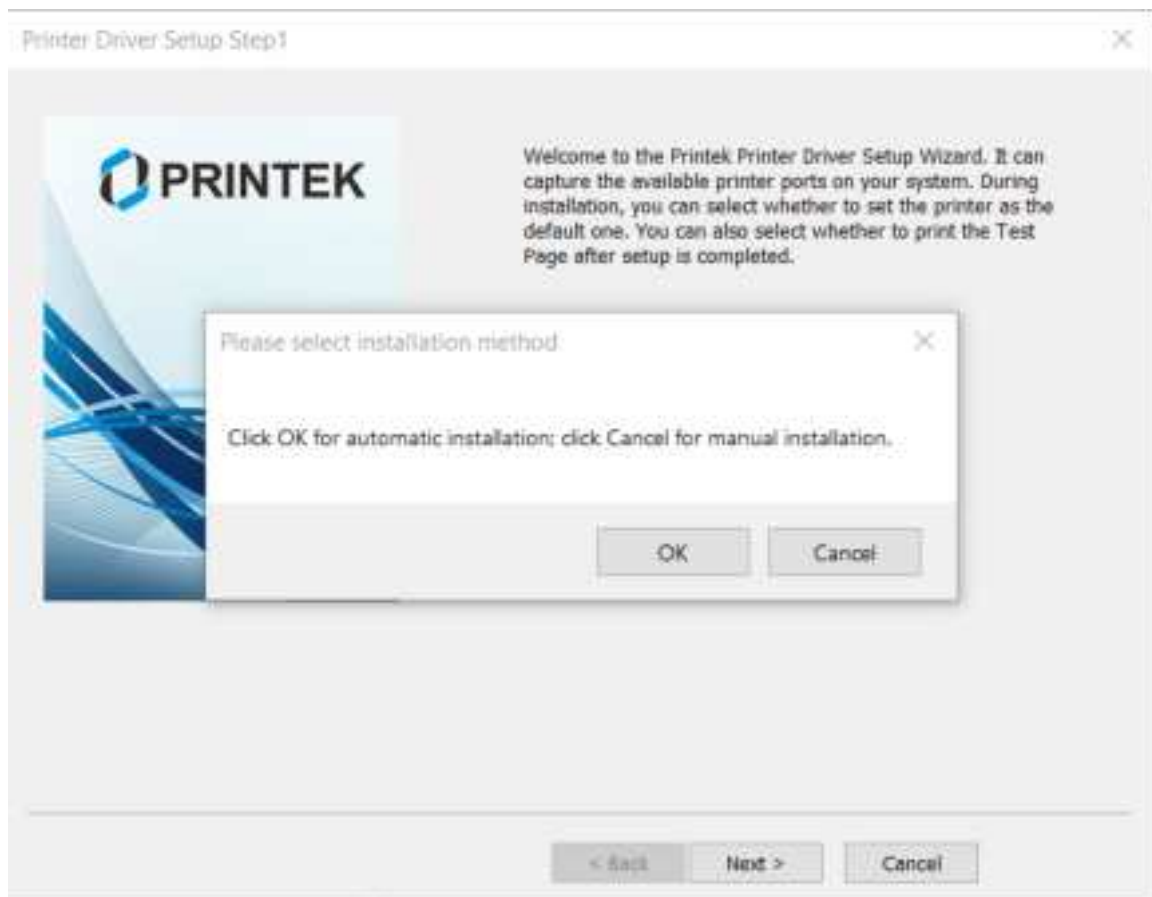 Printer Driver Setup Step1
PRINTEK
Welcome to the Printek Printer Driver Setup Wizard. It can
capture the available printer ports on your system. During
installation, you can select whether to set the printer as the
default one. You can also select whether to print the Test
Page after setup is completed.
Please select installation method
Click OK for automatic installation; click Cancel for manual installation.
OK
Cancel
< Back
Next >
Cancel